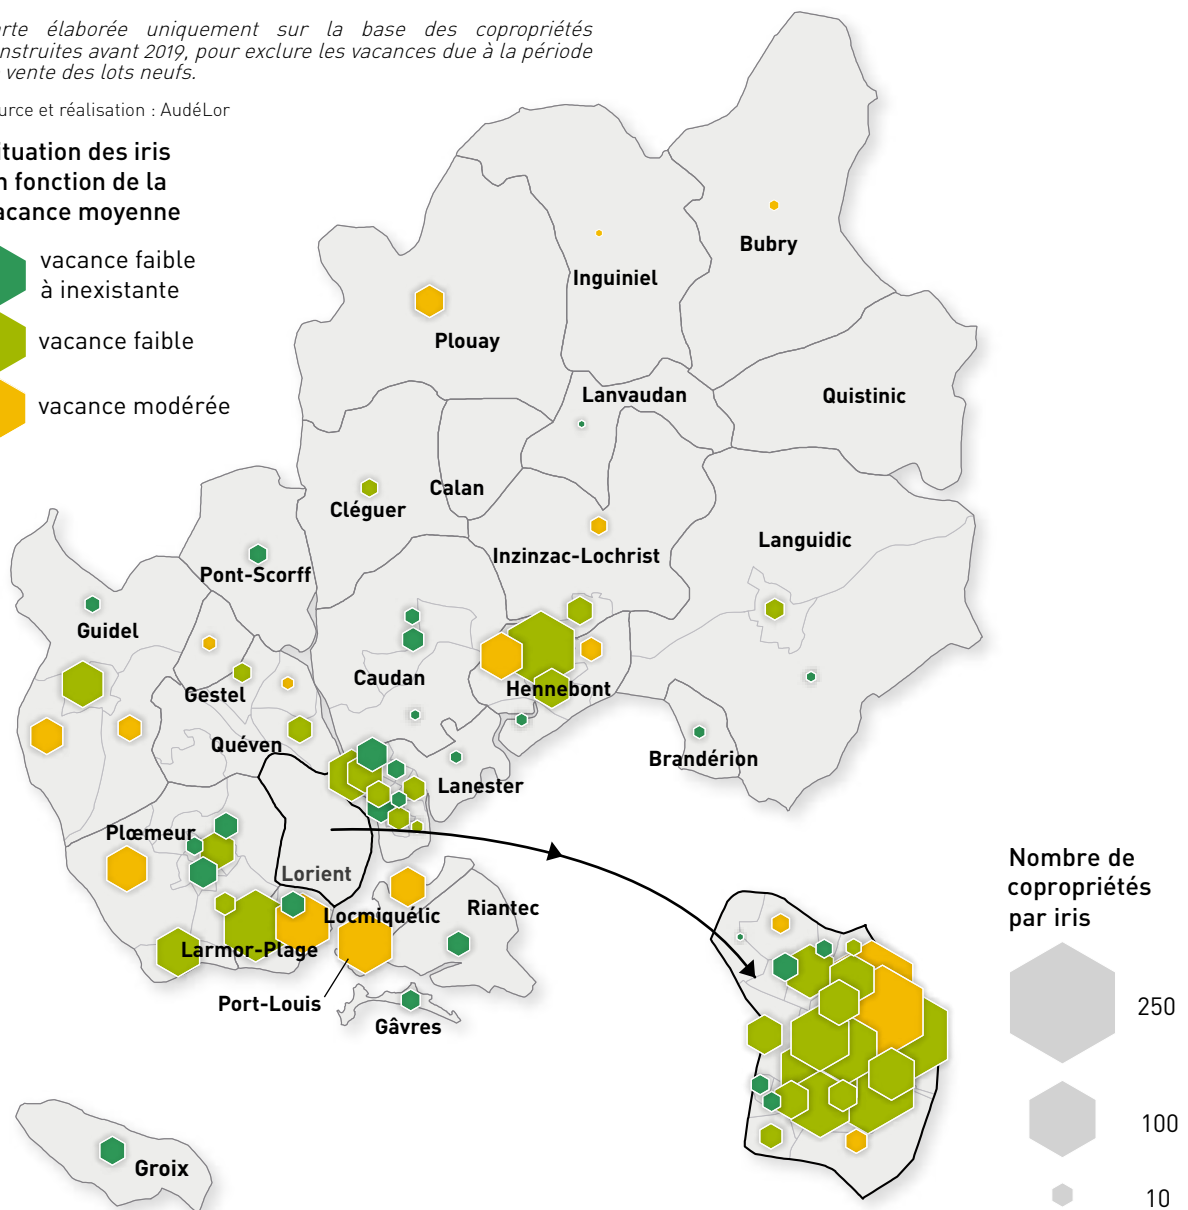 arte élaborée uniquement sur la base des copropriétés
nstruites avant 2019, pour exclure les vacances due à la période
vente des lots neufs.
urce et réalisation : AudéLor
ituation des iris
n fonction de la
acance moyenne
vacance faible
à inexistante
vacance faible
vacance modérée
Bubry
Inguiniel
Plouay
Lanvaudan
Quistinic
Calan
Cléguer
Languidic
Inzinzac-Lochrist
Pont-Scorff
Guidel
Caudan
Hennebont
Gestel
Quéven
Brandérion
Lanester
Plœmeur
Lorient
Locmiquélic
Riantec
Larmor-Plage
Port-Louis
Gâvres
Groix
Nombre de
copropriétés
par iris
250
100
10